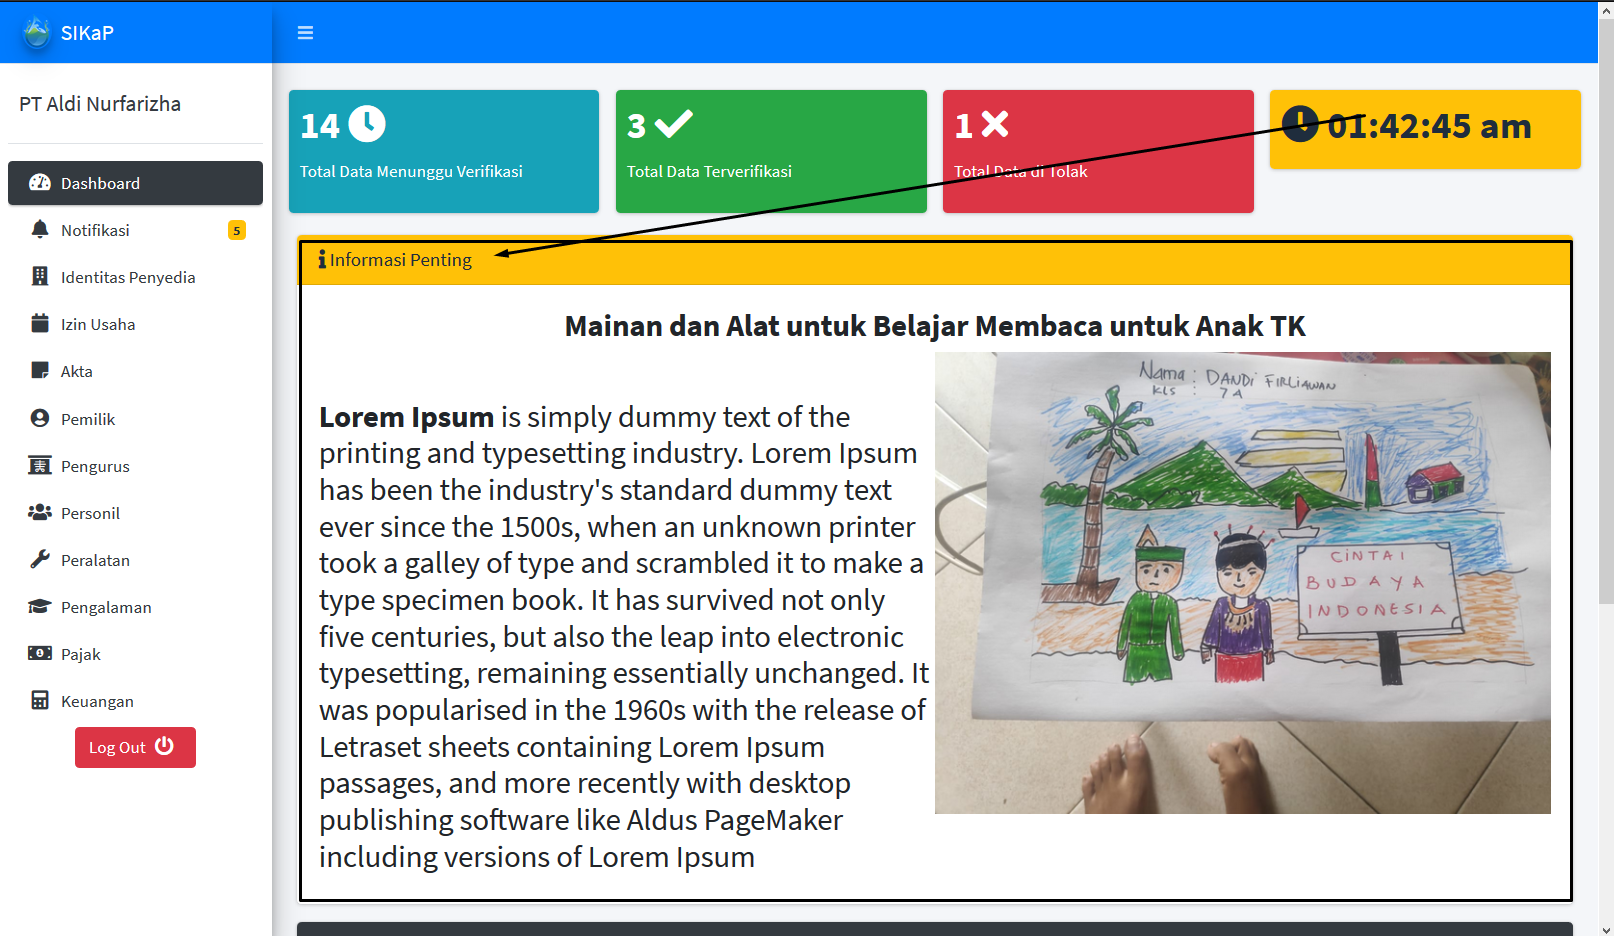 SIKaP
PT Aldi Nurfarizha
Dashboard
Notifikasi 5
Identitas Penyedia
Izin Usaha
Akta
Pemilik
Pengurus
Personil
Peralatan
Pengalaman
Pajak
Keuangan
Log Out
14
Total Data Menunggu Verifikasi
3
Total Data Terverifikasi
1
Total Data di Tolak
01:42:45 am
Informasi Penting
Mainan dan Alat untuk Belajar Membaca untuk Anak TK
Lorem Ipsum is simply dummy text of the
printing and typesetting industry. Lorem Ipsum
has been the industry's standard dummy text
ever since the 1500s, when an unknown printer
took a galley of type and scrambled it to make a
type specimen book. It has survived not only
five centuries, but also the leap into electronic
typesetting, remaining essentially unchanged. It
was popularised in the 1960s with the release of
Letraset sheets containing Lorem Ipsum
passages, and more recently with desktop
publishing software like Aldus PageMaker
including versions of Lorem Ipsum
Nama : DANDI FIRLIAWAN
KLS : 7A
CINTAI
BUDAYA
INDONESIA